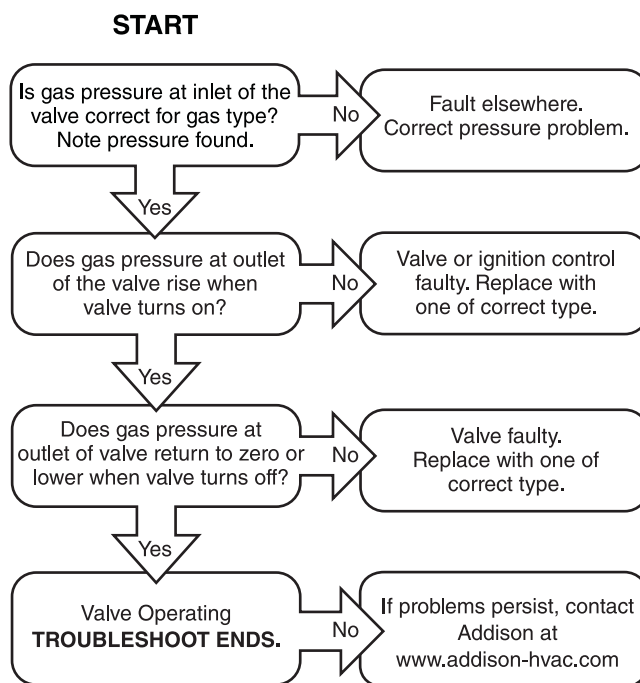 START
Is gas pressure at inlet of the
valve correct for gas type?
Note pressure found.
No
Fault elsewhere.
Correct pressure problem.
Yes
Does gas pressure at outlet
of the valve rise when
valve turns on?
No
Valve or ignition control
faulty. Replace with
one of correct type.
Yes
Does gas pressure at
outlet of valve return to zero or
lower when valve turns off?
No
Valve faulty.
Replace with one of
correct type.
Yes
Valve Operating
TROUBLESHOOT ENDS.
No
If problems persist, contact
Addison at
www.addison-hvac.com